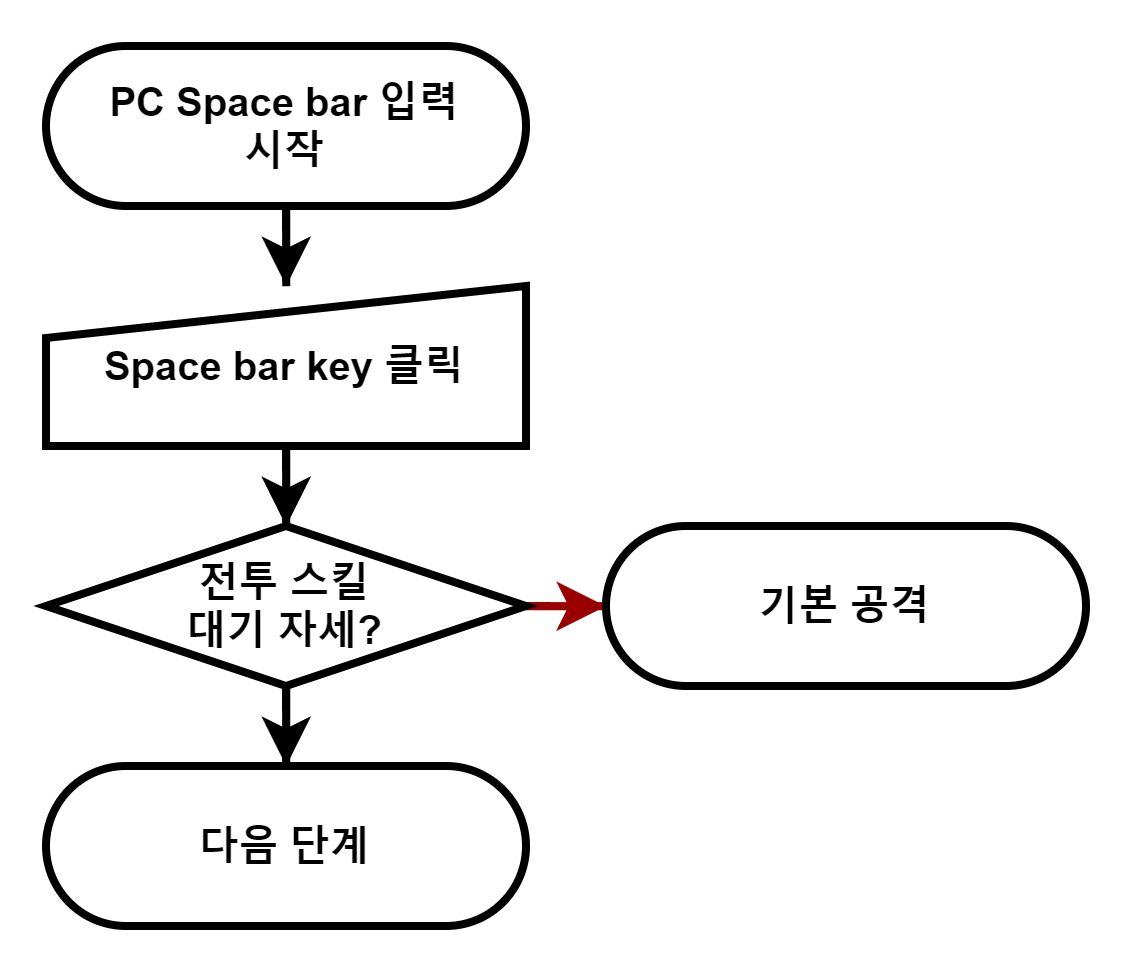 PC Space bar 입력
시작
Space bar key 클릭
전투 스킬
대기 자세?
기본 공격
다음 단계